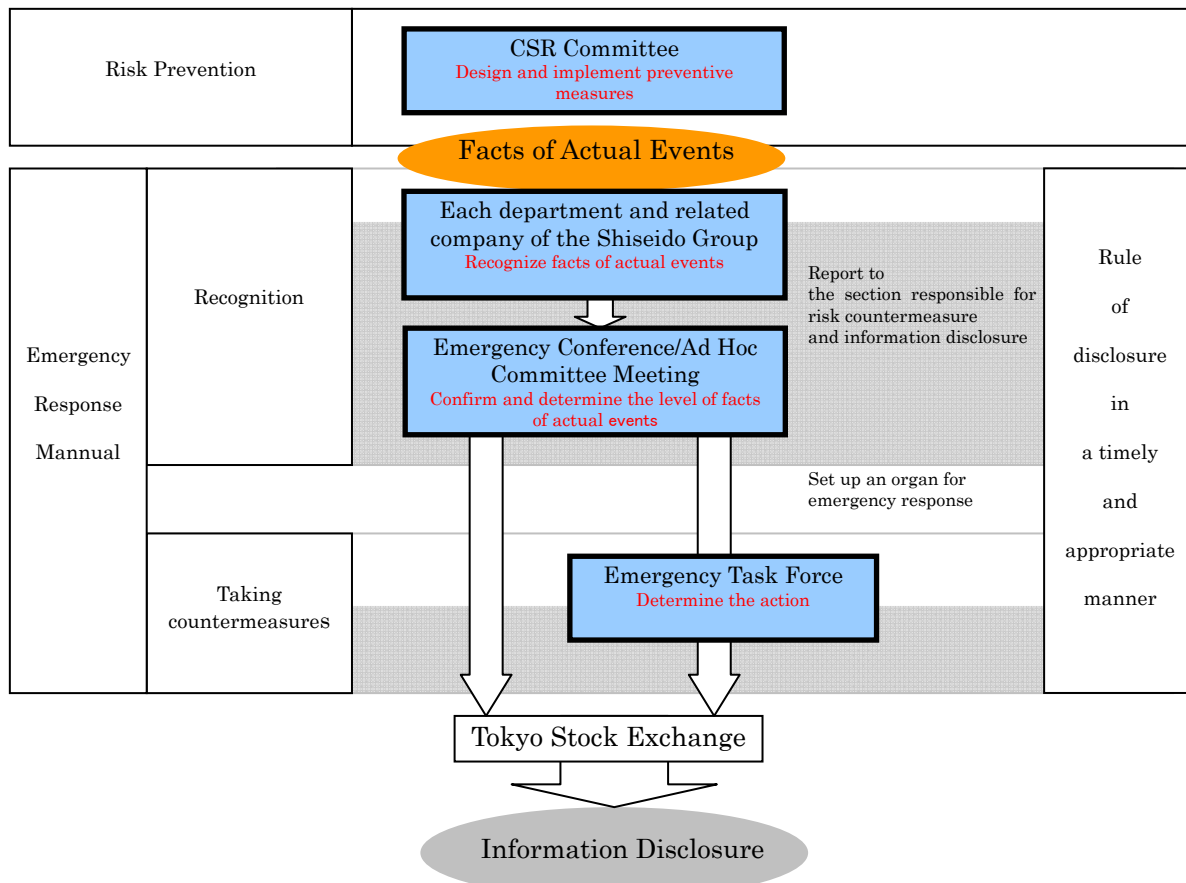 Risk Prevention
CSR Committee
Design and implement preventive
measures
Facts of Actual Events
Emergency
Response
Mannual
Recognition
Each department and related
company of the Shiseido Group
Recognize facts of actual events
Report to
the section responsible for
risk countermeasure
and information disclosure
Emergency Conference/Ad Hoc
Committee Meeting
Confirm and determine the level of facts
of actual events
Set up an organ for
emergency response
Taking
countermeasures
Emergency Task Force
Determine the action
Rule
of
disclosure
in
a timely
and
appropriate
manner
Tokyo Stock Exchange
Information Disclosure